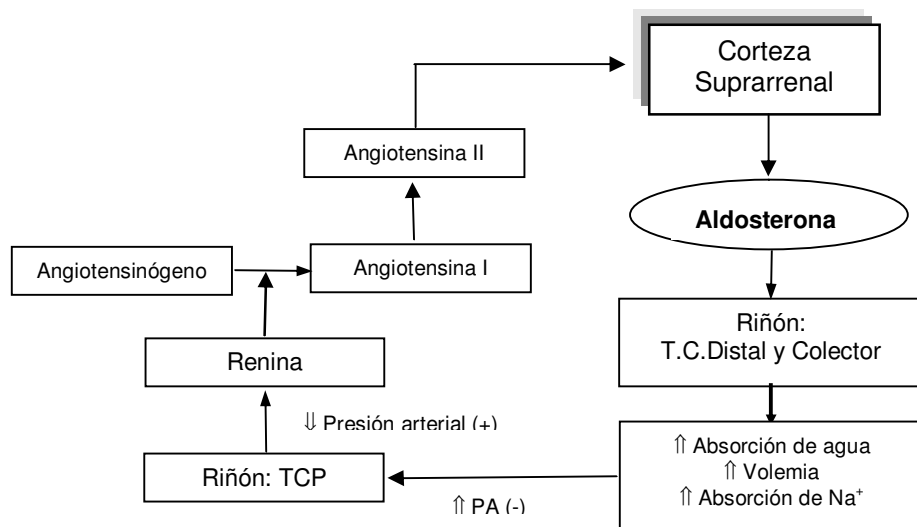 Corteza
Suprarrenal
Angiotensina II
Aldosterona
Angiotensinógeno
Angiotensina I
Riñón:
T.C.Distal y Colector
Renina
⇓ Presión arterial (+)
⇑ Absorción de agua
⇑ Volemia
⇑ Absorción de Na⁺
Riñón: TCP
⇑ PA (-)